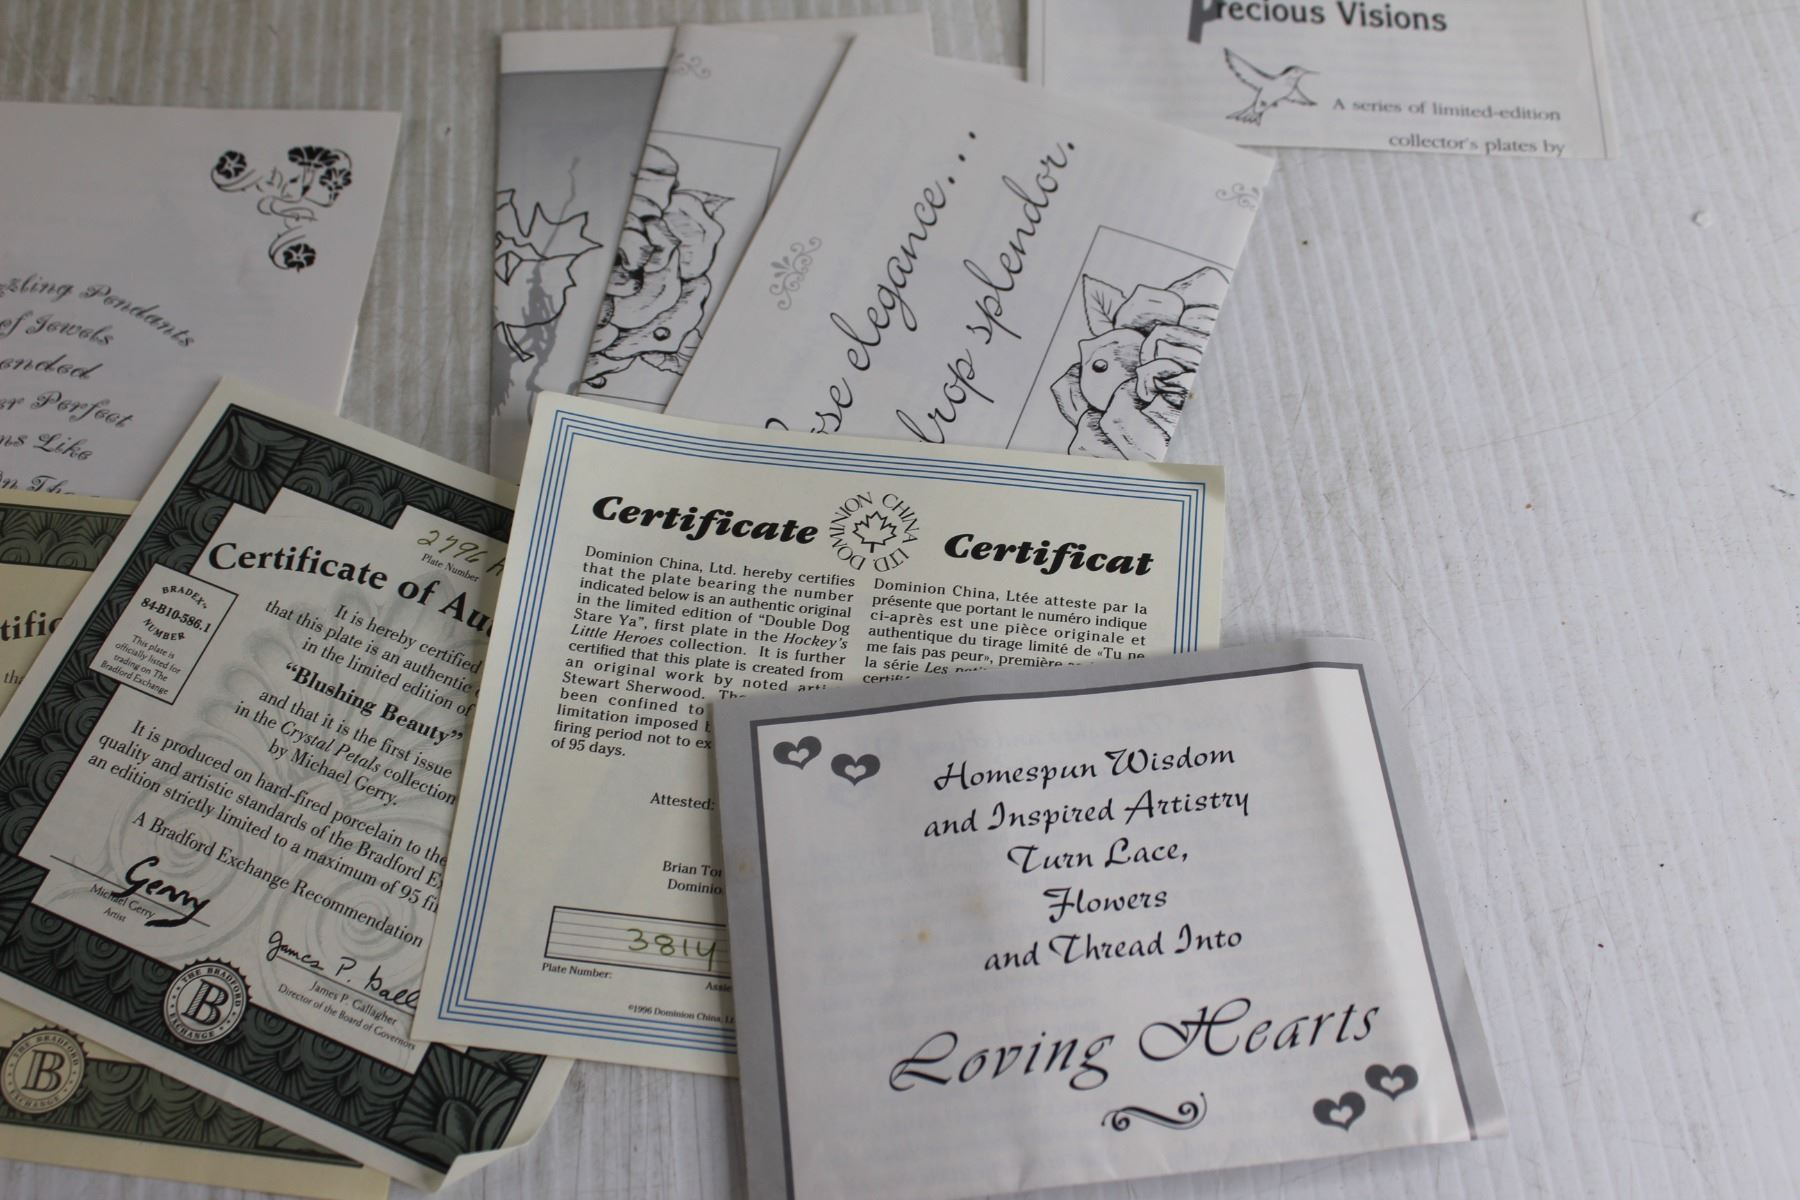 Precious Visions
A series of limited-edition
collector's plates by
elegance...
splendor.
Pendants
of Jewels
Perfect
Like
Certificate of
Plate Number
BRADEX
84-B10-586.1
NUMBER
This plate is
officially listed for
trading on The
Bradford Exchange
It is hereby certified
that this plate is an authentic
in the limited edition of
"Blushing Beauty"
and that it is the first issue
in the Crystal Petals collection
by Michael Gerry.
It is produced on hard-fired porcelain to the
quality and artistic standards of the Bradford
an edition strictly limited to a maximum of 95
A Bradford Exchange Recommendation
Gerry
Michael Gerry
Artist
James P.
James P. Gallagher
Director of the Board of Governors
THE BRADFORD
B
EXCHANGE
THE BRADFORD
B
EXCHANGE
Certificate
DOMINION CHINA LTD
Certificat
Dominion China, Ltd. hereby certifies
that the plate bearing the number
indicated below is an authentic original
in the limited edition of "Double Dog
Stare Ya", first plate in the Hockey's
Little Heroes collection. It is further
certified that this plate is created from
an original work by noted
Stewart Sherwood.
been confined to
limitation imposed
firing period not to
of 95 days.
Dominion China, Ltée atteste par la
présente que portant le numéro indique
ci-après est une pièce originale et
authentique du tirage limité de «Tu ne
me fais pas peur», première
la série Les
Attested:
Brian
3814
Plate Number:
©1996 Dominion China,
Homespun Wisdom
and Inspired Artistry
Turn Lace,
Flowers
and Thread Into
Loving Hearts